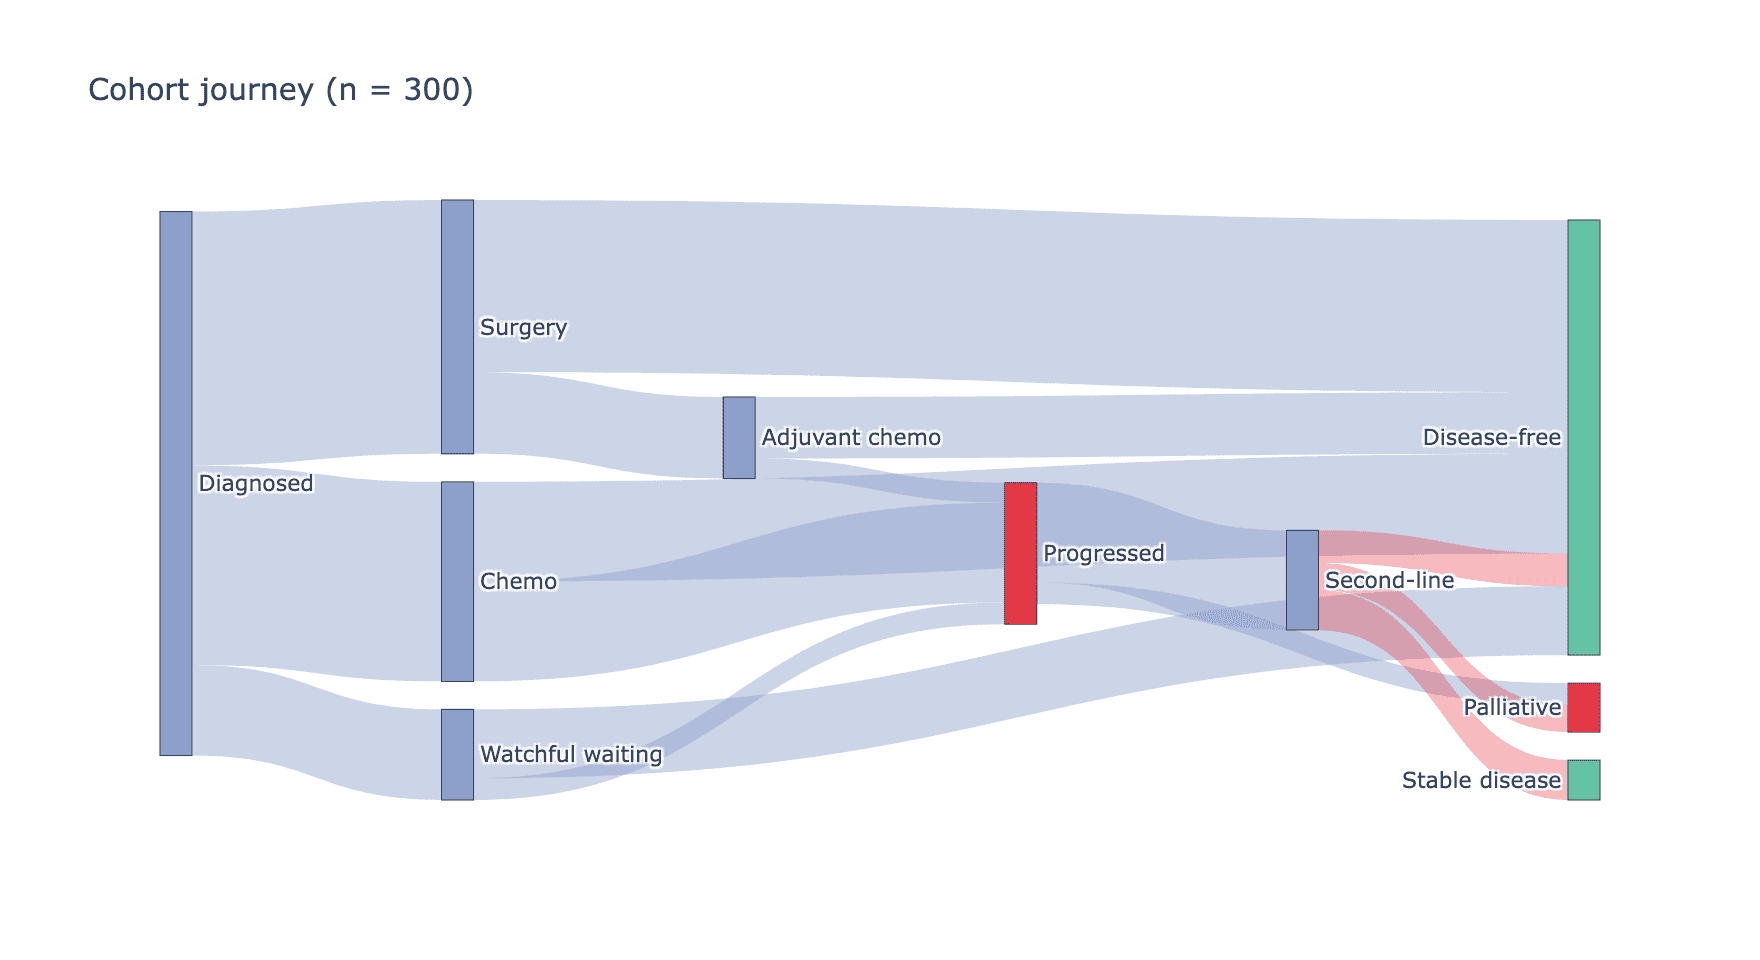 Cohort journey (n = 300)
Surgery
Adjuvant chemo
Disease-free
Diagnosed
Progressed
Chemo
Second-line
Palliative
Watchful waiting
Stable disease